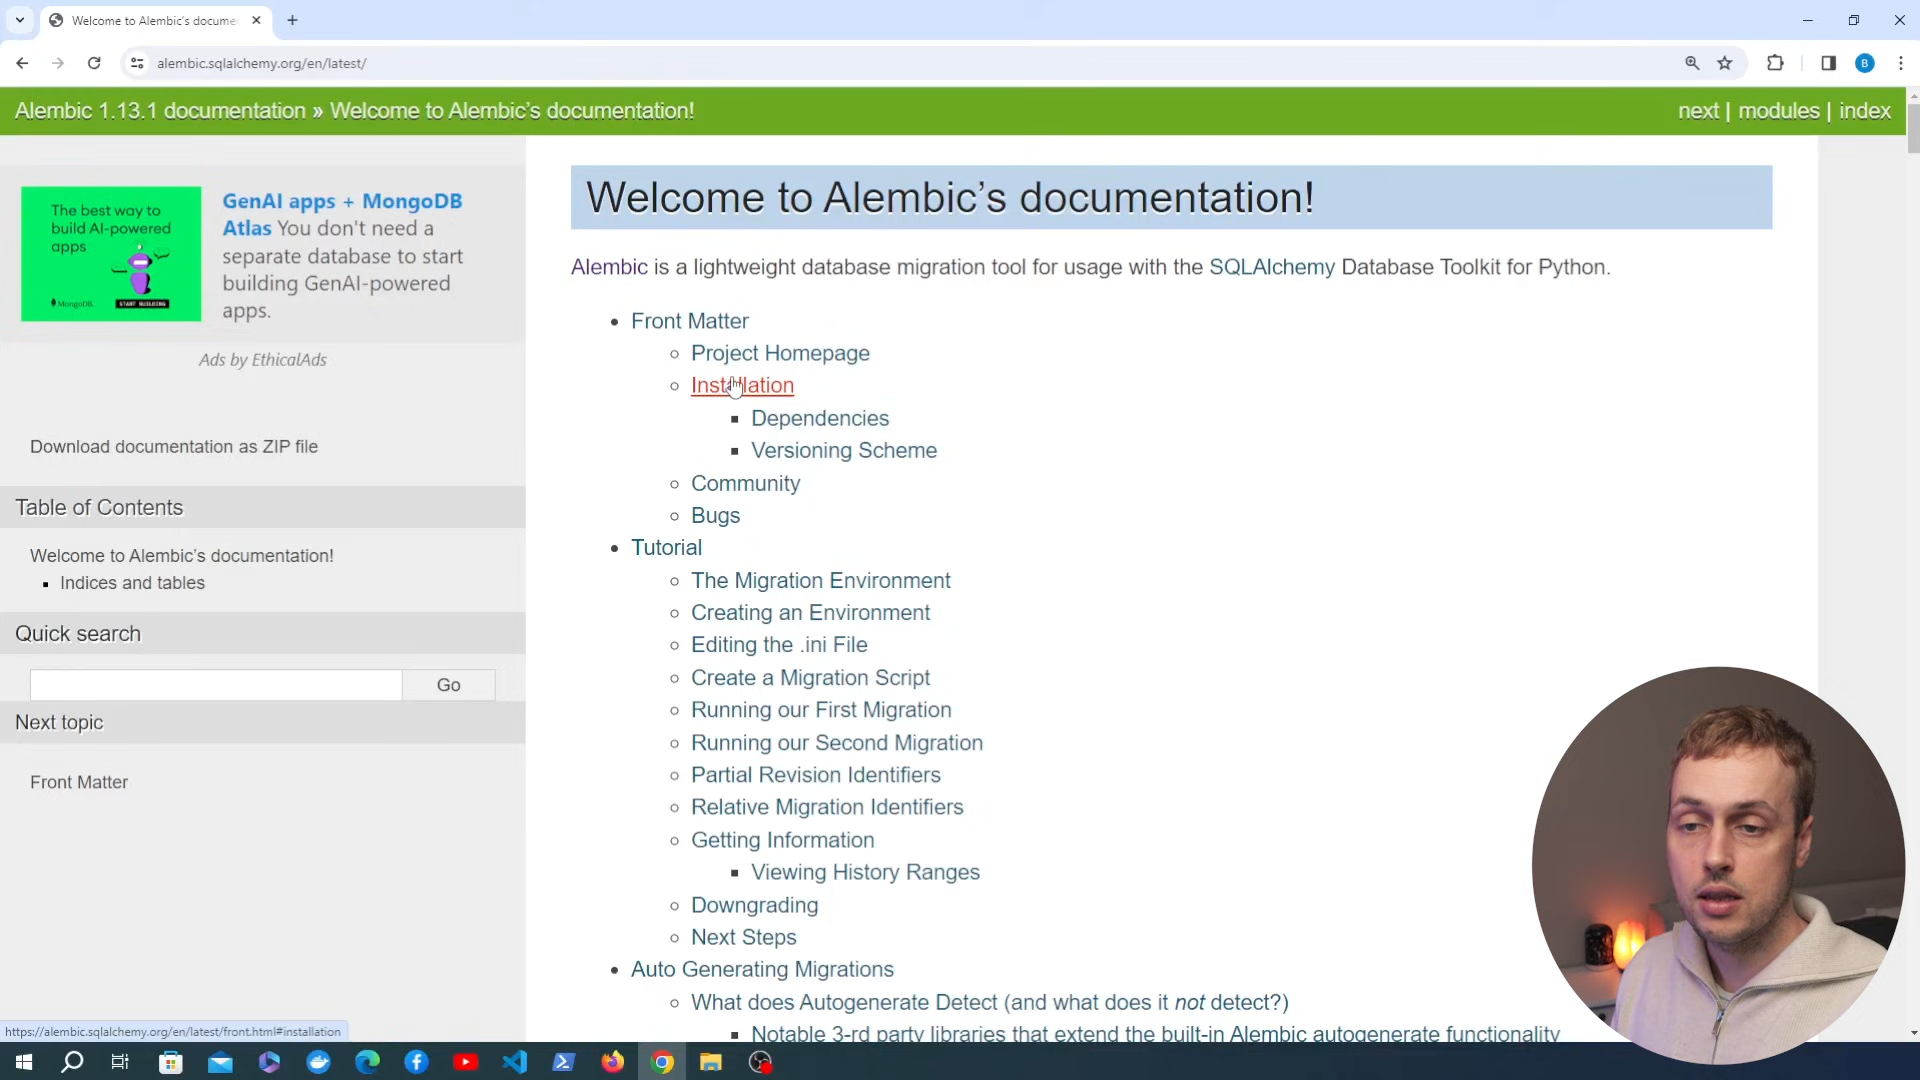 Welcome to Alembic's docume
alembic.sqlalchemy.org/en/latest/
B
Alembic 1.13.1 documentation » Welcome to Alembic’s documentation!
next | modules | index
The best way to
build AI-powered
apps
MongoDB.
START BUILDING
GenAI apps + MongoDB
Atlas You don't need a
separate database to start
building GenAI-powered
apps.
Ads by EthicalAds
Download documentation as ZIP file
Table of Contents
Welcome to Alembic’s documentation!
Indices and tables
Quick search
Go
Next topic
Front Matter
Welcome to Alembic’s documentation!
Alembic is a lightweight database migration tool for usage with the SQLAlchemy Database Toolkit for Python.
Front Matter
Project Homepage
Installation
Dependencies
Versioning Scheme
Community
Bugs
Tutorial
The Migration Environment
Creating an Environment
Editing the .ini File
Create a Migration Script
Running our First Migration
Running our Second Migration
Partial Revision Identifiers
Relative Migration Identifiers
Getting Information
Viewing History Ranges
Downgrading
Next Steps
Auto Generating Migrations
What does Autogenerate Detect (and what does it not detect?)
Notable 3-rd party libraries that extend the built-in Alembic autogenerate functionality
https://alembic.sqlalchemy.org/en/latest/front.html#installation